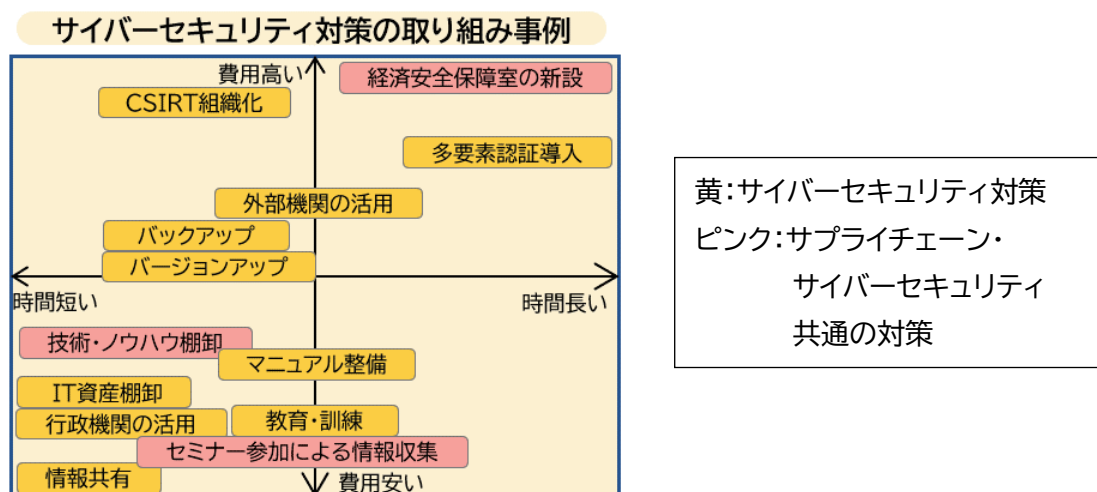 サイバーセキュリティ対策の取り組み事例
費用高い
経済安全保障室の新設
CSIRT組織化
多要素認証導入
外部機関の活用
バックアップ
バージョンアップ
時間短い
時間長い
技術・ノウハウ棚卸
マニュアル整備
IT資産棚卸
行政機関の活用
教育・訓練
セミナー参加による情報収集
情報共有
費用安い
黄:サイバーセキュリティ対策
ピンク:サプライチェーン・
サイバーセキュリティ
共通の対策